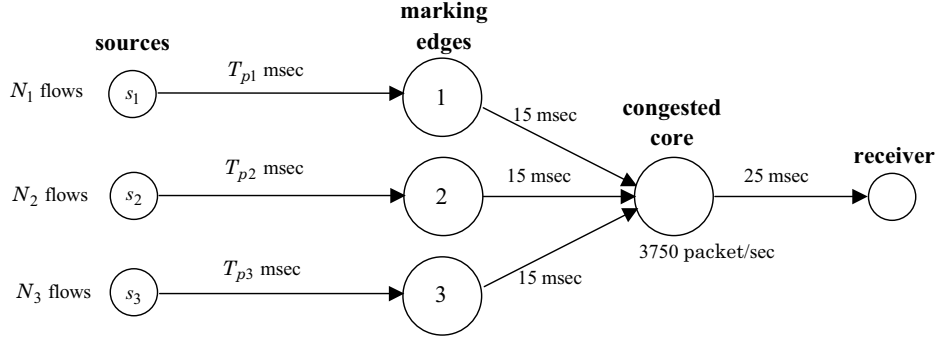 marking
edges
sources
congested
core
receiver
N₁ flows
s₁
Tₚ₁ msec
1
15 msec
N₂ flows
s₂
Tₚ₂ msec
2
15 msec
25 msec
3750 packet/sec
N₃ flows
s₃
Tₚ₃ msec
3
15 msec